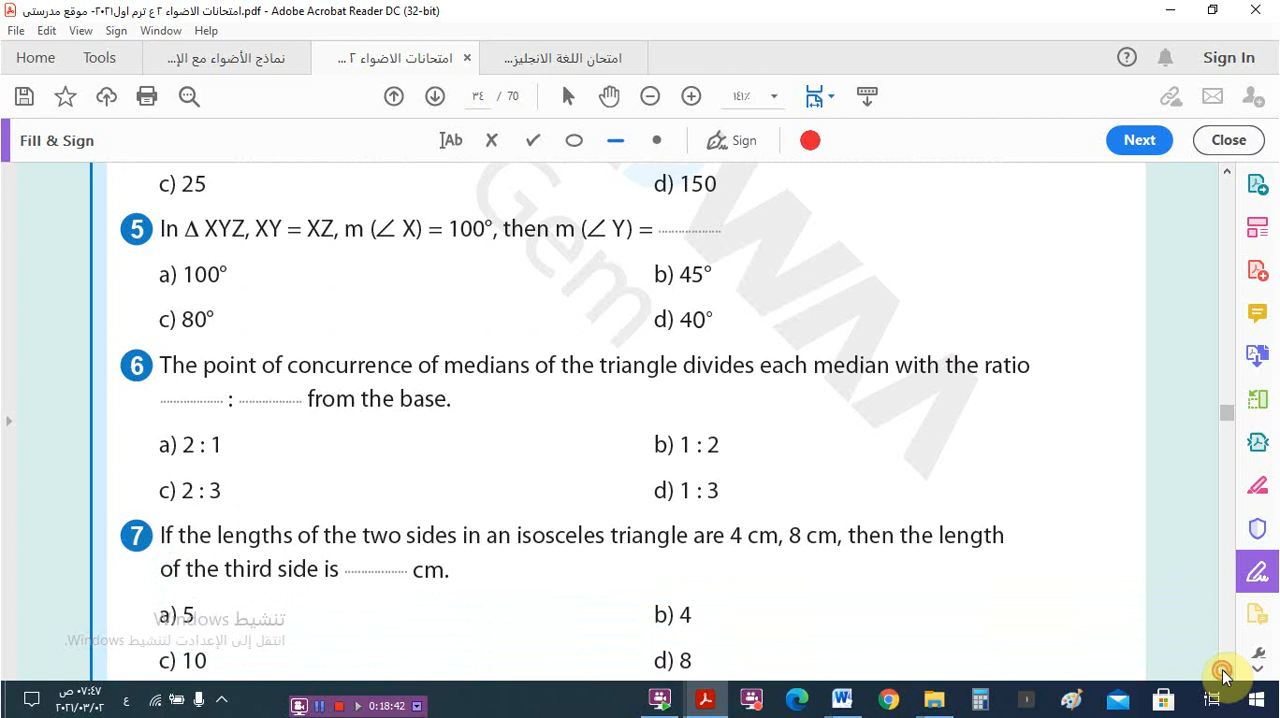 امتحانات الاضواء ٢ ع ترم اول٢٠٢١- موقع مدرستى.pdf - Adobe Acrobat Reader DC (32-bit)
File Edit View Sign Window Help
Home Tools نماذج الأضواء مع الإ... امتحانات الاضواء ٢ ... امتحان اللغة الانجليز... Sign In
٣٤ / 70 ١٤١٪
Fill & Sign Ab Sign Next Close
c) 25 d) 150
5 In Δ XYZ, XY = XZ, m (∠ X) = 100°, then m (∠ Y) = .................
a) 100° b) 45°
c) 80° d) 40°
6 The point of concurrence of medians of the triangle divides each median with the ratio
................. : ................. from the base.
a) 2 : 1 b) 1 : 2
c) 2 : 3 d) 1 : 3
7 If the lengths of the two sides in an isosceles triangle are 4 cm, 8 cm, then the length
of the third side is ................. cm.
a) 5 b) 4
تنشيط Windows
انتقل إلى الإعدادات لتنشيط Windows.
c) 10 d) 8
Gem
٠٧:٤٧ ص
٢٠٢١/٠٣/٠٢
ع
0:18:42